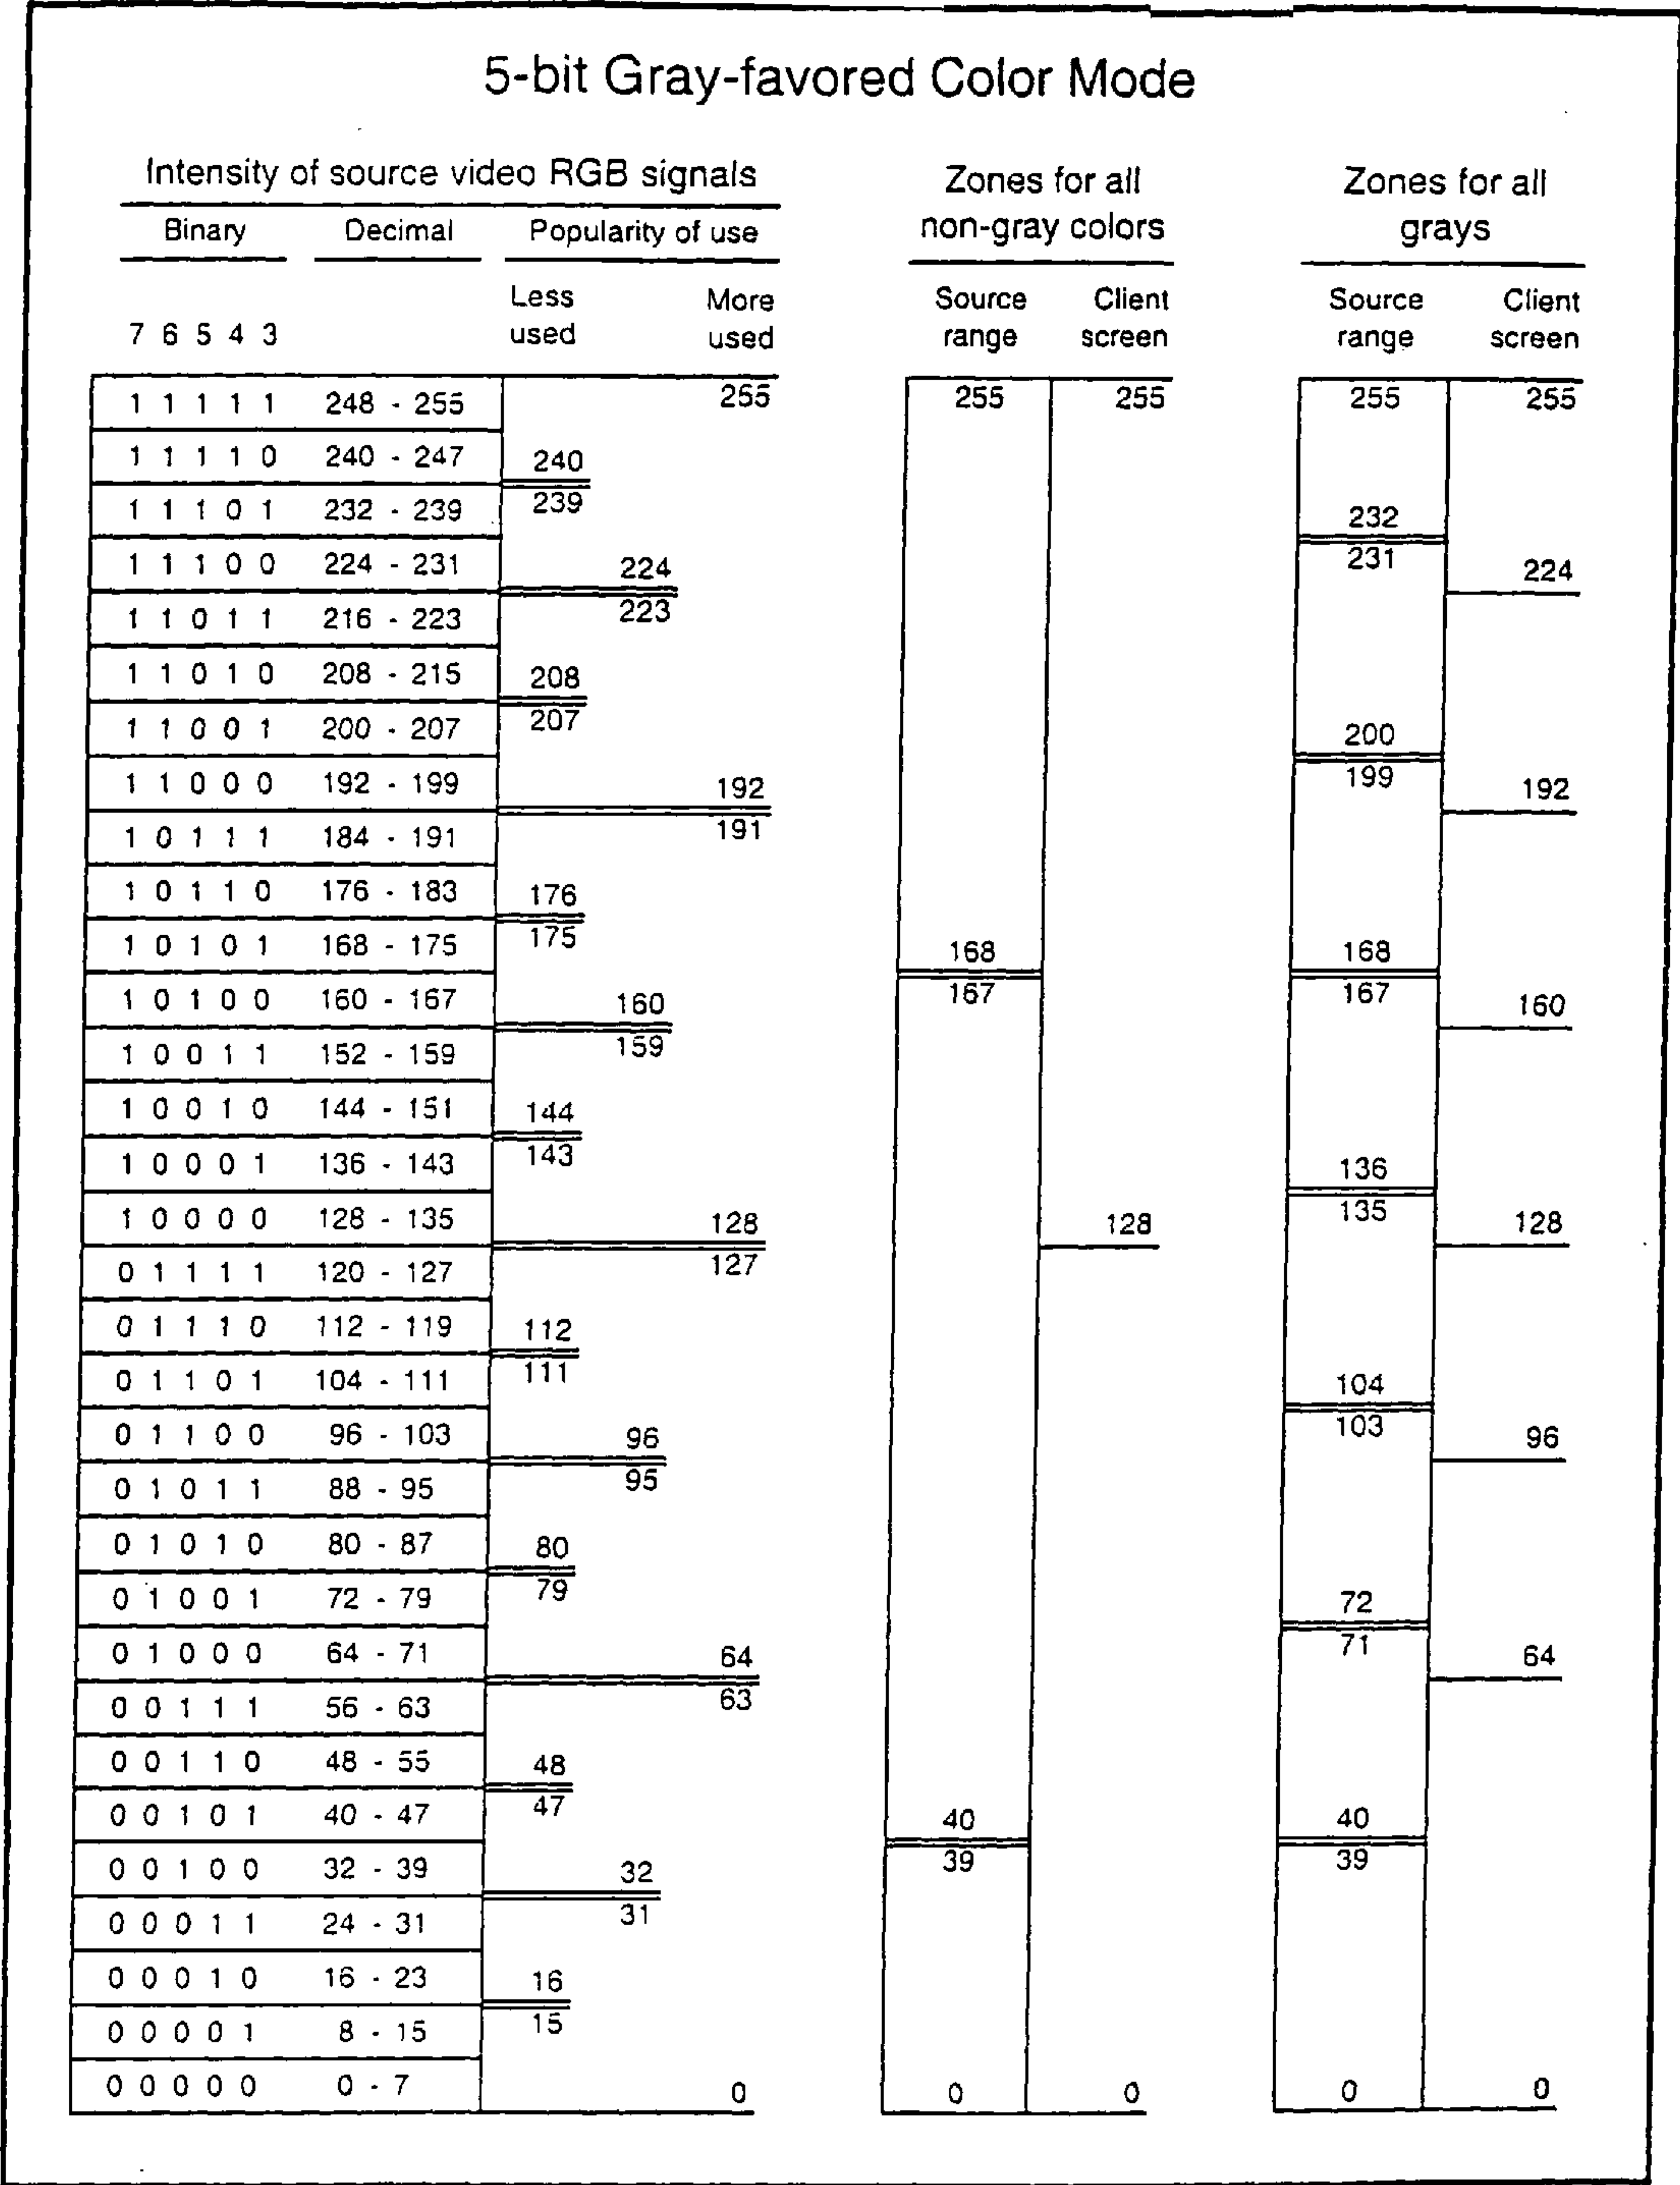 5-bit Gray-favored Color Mode
Intensity of source video RGB signals
Zones for all non-gray colors
Zones for all grays
Binary Decimal Popularity of use
7 6 5 4 3
Less used
More used
Source range
Client screen
Source range
Client screen
255 255 255 255 255
1 1 1 1 1 248 - 255
1 1 1 1 0 240 - 247 240
1 1 1 0 1 232 - 239 239 232
1 1 1 0 0 224 - 231 224 231 224
1 1 0 1 1 216 - 223 223
1 1 0 1 0 208 - 215 208
1 1 0 0 1 200 - 207 207 200
1 1 0 0 0 192 - 199 192 199 192
1 0 1 1 1 184 - 191 191
1 0 1 1 0 176 - 183 176
1 0 1 0 1 168 - 175 175 168 168
1 0 1 0 0 160 - 167 160 167 167 160
1 0 0 1 1 152 - 159 159
1 0 0 1 0 144 - 151 144
1 0 0 0 1 136 - 143 143 136
1 0 0 0 0 128 - 135 128 128 135 128
0 1 1 1 1 120 - 127 127
0 1 1 1 0 112 - 119 112
0 1 1 0 1 104 - 111 111 104
0 1 1 0 0 96 - 103 96 103 96
0 1 0 1 1 88 - 95 95
0 1 0 1 0 80 - 87 80
0 1 0 0 1 72 - 79 79 72
0 1 0 0 0 64 - 71 64 71 64
0 0 1 1 1 56 - 63 63
0 0 1 1 0 48 - 55 48
0 0 1 0 1 40 - 47 47 40 40
0 0 1 0 0 32 - 39 32 39 39
0 0 0 1 1 24 - 31 31
0 0 0 1 0 16 - 23 16
0 0 0 0 1 8 - 15 15
0 0 0 0 0 0 - 7 0 0 0 0 0